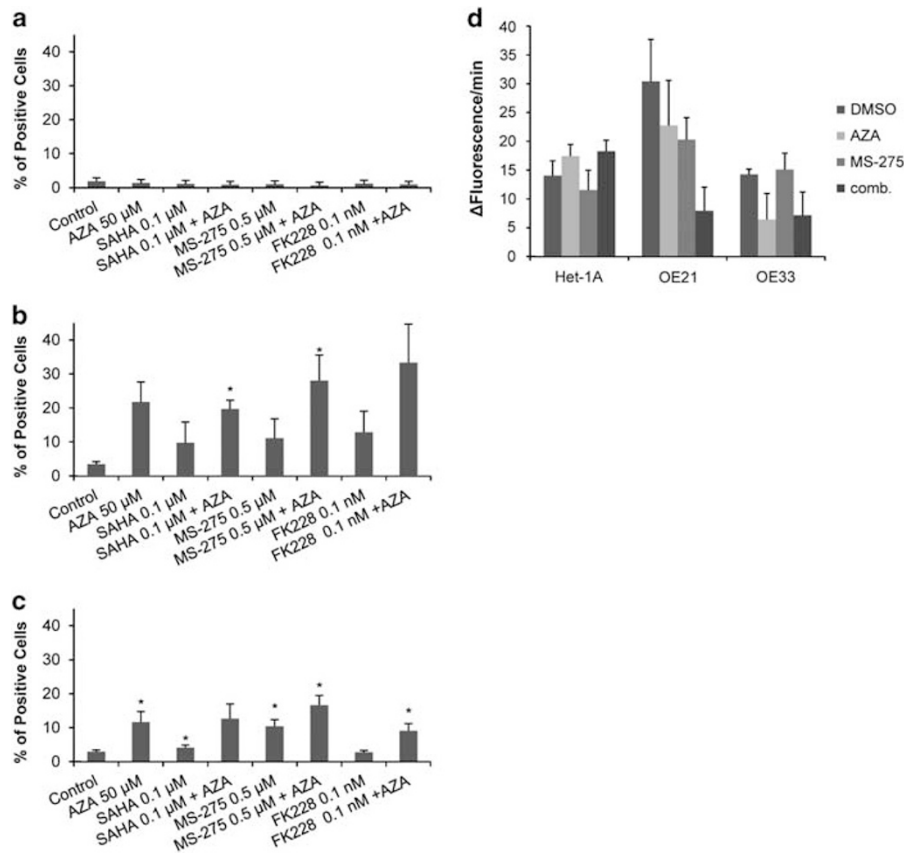 a
% of Positive Cells
40
30
20
10
0
Control
AZA 50 µM
SAHA 0.1 µM
SAHA 0.1 µM + AZA
MS-275 0.5 µM
MS-275 0.5 µM + AZA
FK228 0.1 nM
FK228 0.1 nM +AZA
b
% of Positive Cells
40
30
20
10
0
*
*
Control
AZA 50 µM
SAHA 0.1 µM
SAHA 0.1 µM + AZA
MS-275 0.5 µM
MS-275 0.5 µM + AZA
FK228 0.1 nM
FK228 0.1 nM +AZA
c
% of Positive Cells
40
30
20
10
0
*
*
*
*
*
Control
AZA 50 µM
SAHA 0.1 µM
SAHA 0.1 µM + AZA
MS-275 0.5 µM
MS-275 0.5 µM + AZA
FK228 0.1 nM
FK228 0.1 nM +AZA
d
ΔFluorescence/min
40
35
30
25
20
15
10
5
0
Het-1A
OE21
OE33
DMSO
AZA
MS-275
comb.